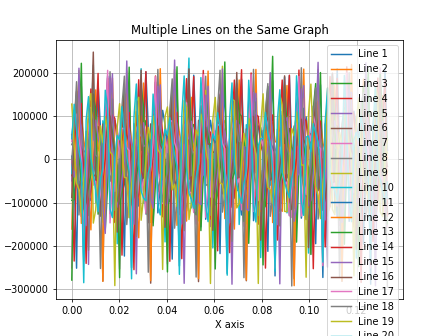 Multiple Lines on the Same Graph
200000
100000
0
−100000
−200000
−300000
0.00
0.02
0.04
0.06
0.08
0.10
X axis
Line 1
Line 2
Line 3
Line 4
Line 5
Line 6
Line 7
Line 8
Line 9
Line 10
Line 11
Line 12
Line 13
Line 14
Line 15
Line 16
Line 17
Line 18
Line 19
Line 20